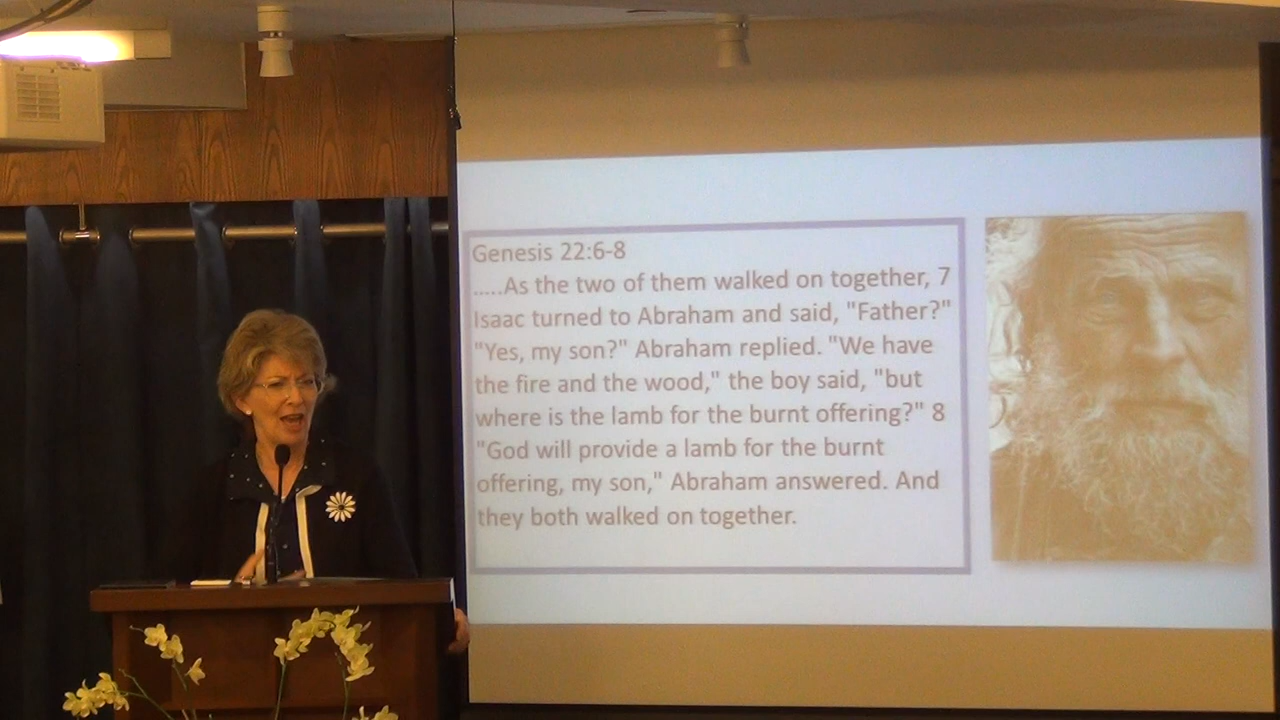 Genesis 22:6-8
.....As the two of them walked on together, 7
Isaac turned to Abraham and said, "Father?"
"Yes, my son?" Abraham replied. "We have
the fire and the wood," the boy said, "but
where is the lamb for the burnt offering?" 8
"God will provide a lamb for the burnt
offering, my son," Abraham answered. And
they both walked on together.